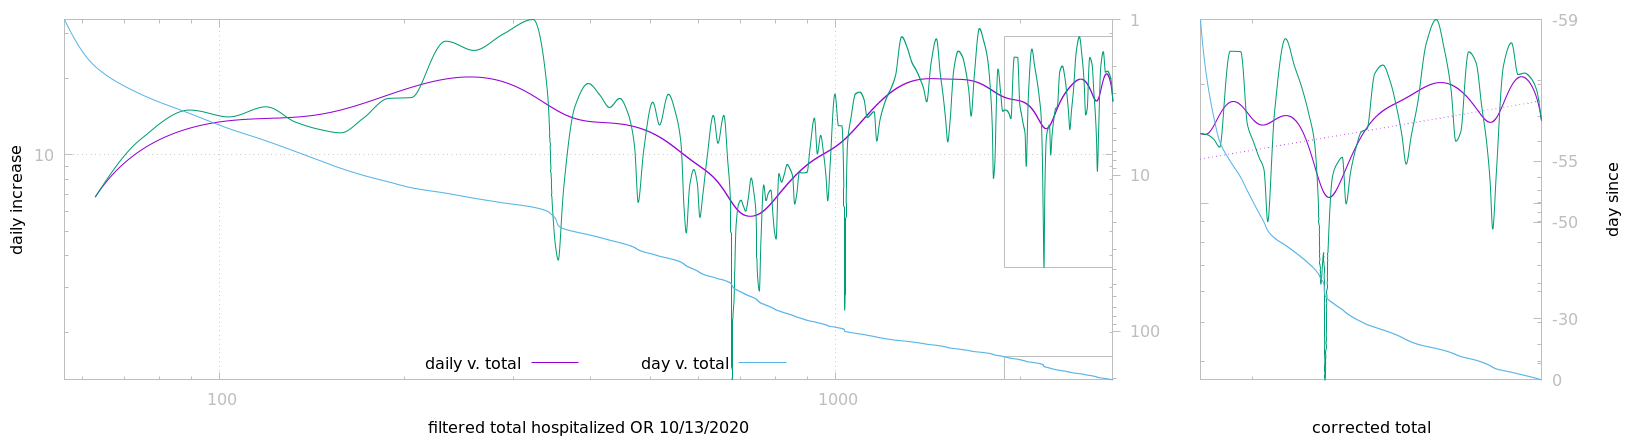 daily increase
10
daily v. total
day v. total
100
1000
filtered total hospitalized OR 10/13/2020
1
10
100
-59
-55
-50
-30
0
day since
corrected total